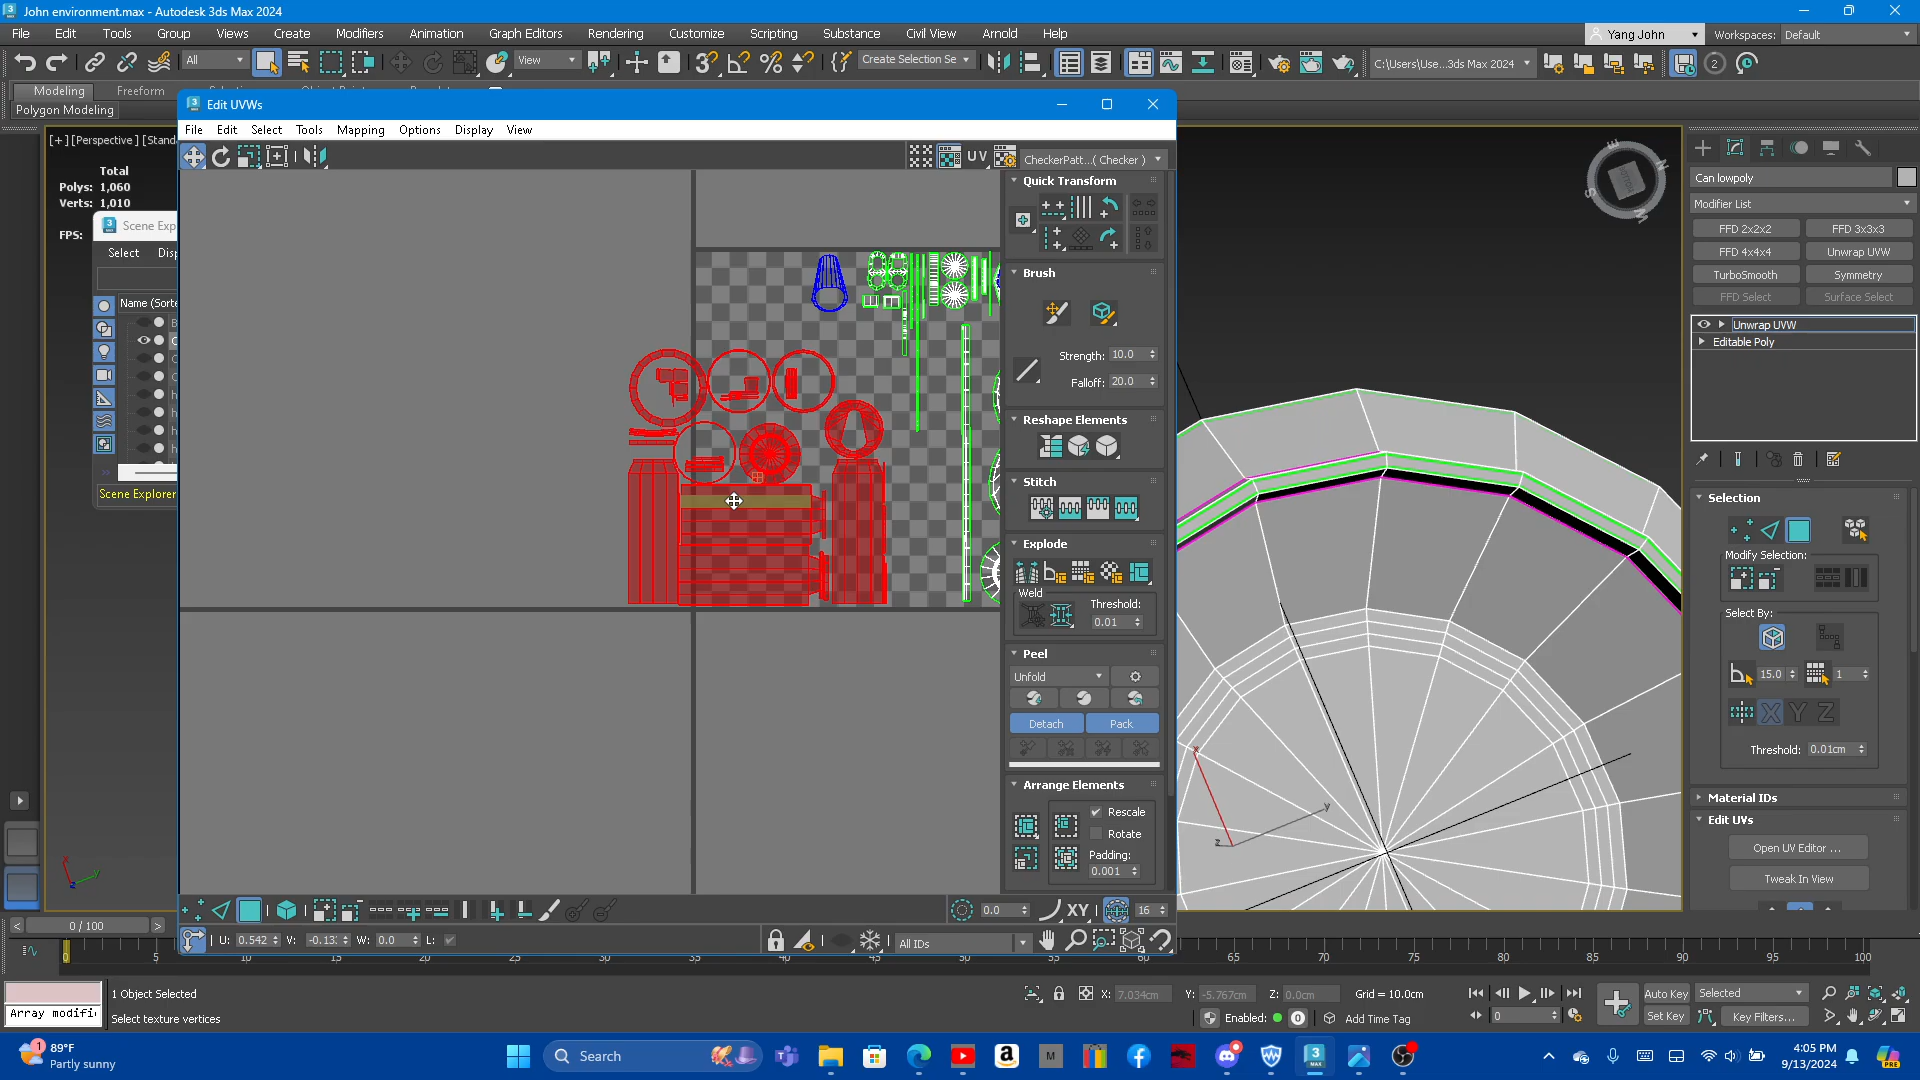 John environment.max - Autodesk 3ds Max 2024
File Edit Tools Group Views Create Modifiers Animation Graph Editors Rendering Customize Scripting Substance Civil View Arnold Help
Yang John
Workspaces: Default
All
View
Create Selection Se
C:\Users\Use...3ds Max 2024
2
Modeling Freeform
Polygon Modeling
Edit UVWs
File Edit Select Tools Mapping Options Display View
[+] [Perspective ] [Stand
Total
Polys: 1,060
Verts: 1,010
FPS:
Scene Exp
Select Disp
Name (Sorte
Scene Explorer
UV
CheckerPatt...( Checker )
Quick Transform
Brush
Strength: 10.0
Falloff: 20.0
Reshape Elements
Stitch
Explode
Weld
Threshold:
0.01
Peel
Unfold
Detach Pack
Arrange Elements
Rescale
Rotate
Padding:
0.001
0.0
XY
16
U: 0.542 V: -0.13 W: 0.0 L:
All IDs
Can lowpoly
Modifier List
FFD 2x2x2 FFD 3x3x3
FFD 4x4x4 Unwrap UVW
TurboSmooth Symmetry
FFD Select Surface Select
Unwrap UVW
Editable Poly
Selection
Modify Selection:
Select By:
15.0 1
X Y Z
Threshold: 0.01cm
Material IDs
Edit UVs
Open UV Editor ...
Tweak In View
x y z
0 / 100
0 5 10 15 20 25 30 35 40 45 50 55 60 65 70 75 80 85 90 95 100
Array modifi
1 Object Selected
Select texture vertices
X: 7.034cm Y: -5.767cm Z: 0.0cm Grid = 10.0cm
Enabled: 0 Add Time Tag
0
Auto Key Selected
Set Key Key Filters...
1
89°F
Partly sunny
Search
4:05 PM
9/13/2024